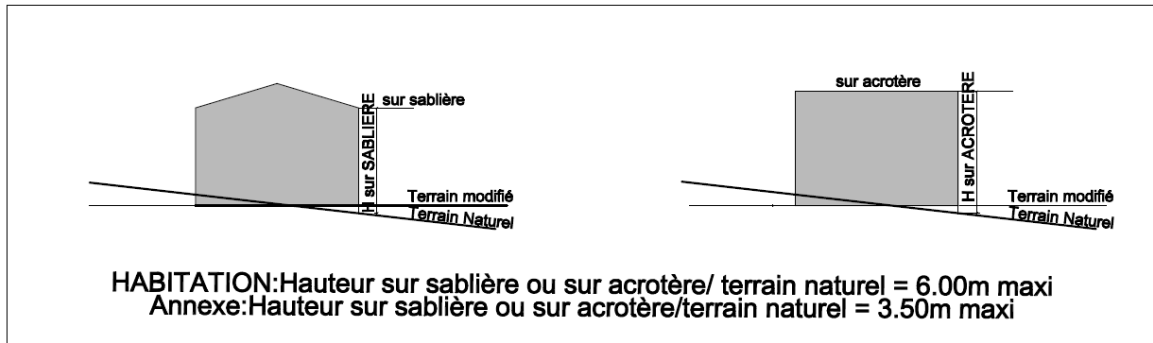 sur sablière
H sur SABLIERE
Terrain modifié
Terrain Naturel
sur acrotère
H sur ACROTERE
Terrain modifié
Terrain Naturel
HABITATION:Hauteur sur sablière ou sur acrotère/ terrain naturel = 6.00m maxi
Annexe:Hauteur sur sablière ou sur acrotère/terrain naturel = 3.50m maxi